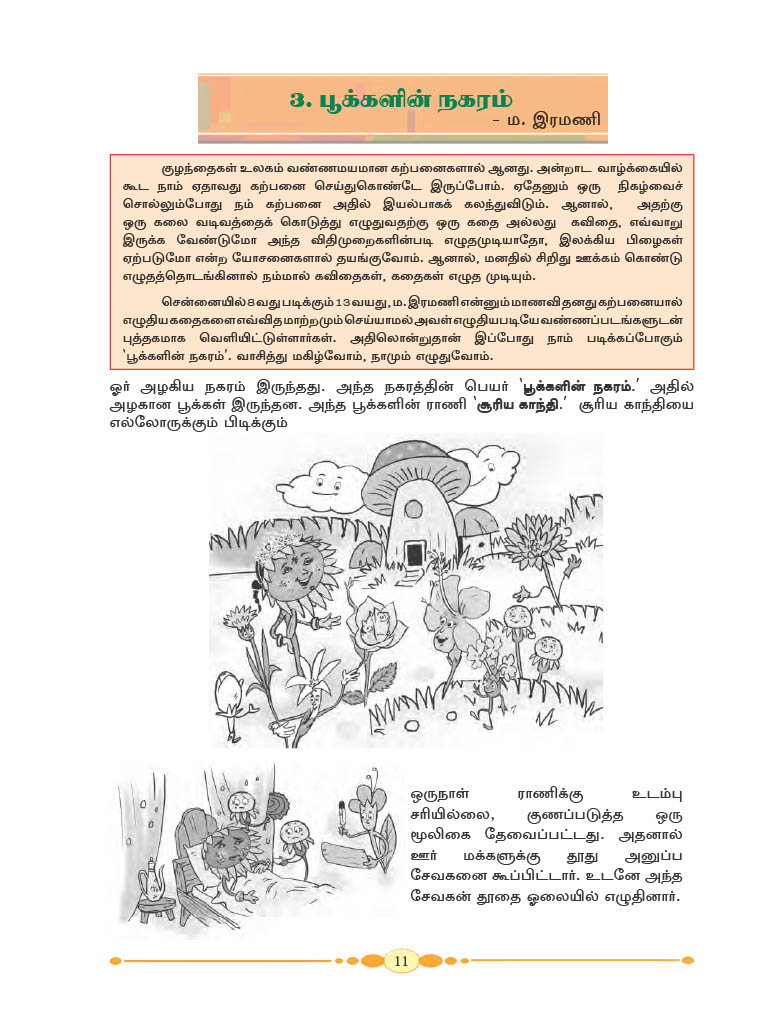 3. பூக்களின் நகரம்
- ம. இரமணி
குழந்தைகள் உலகம் வண்ணமயமான கற்பனைகளால் ஆனது. அன்றாட வாழ்க்கையில்
கூட நாம் ஏதாவது கற்பனை செய்துகொண்டே இருப்போம். ஏதேனும் ஒரு நிகழ்வைச்
சொல்லும்போது நம் கற்பனை அதில் இயல்பாகக் கலந்துவிடும். ஆனால், அதற்கு
ஒரு கலை வடிவத்தைக் கொடுத்து எழுதுவதற்கு ஒரு கதை அல்லது கவிதை, எவ்வாறு
இருக்க வேண்டுமோ அந்த விதிமுறைகளின்படி எழுதமுடியாதோ, இலக்கிய பிழைகள்
ஏற்படுமோ என்ற யோசனைகளால் தயங்குவோம். ஆனால், மனதில் சிறிது ஊக்கம் கொண்டு
எழுதத்தொடங்கினால் நம்மால் கவிதைகள், கதைகள் எழுத முடியும்.
சென்னையில் 8 வது படிக்கும் 13 வயது, ம. இரமணி என்னும் மாணவி தனது கற்பனையால்
எழுதிய கதைகளை எவ்வித மாற்றமும் செய்யாமல் அவள் எழுதியபடியே வண்ணப்படங்களுடன்
புத்தகமாக வெளியிட்டுள்ளார்கள். அதிலொன்றுதான் இப்போது நாம் படிக்கப்போகும்
‘பூக்களின் நகரம்’. வாசித்து மகிழ்வோம், நாமும் எழுதுவோம்.
ஓர் அழகிய நகரம் இருந்தது. அந்த நகரத்தின் பெயர் ‘பூக்களின் நகரம்.’ அதில்
அழகான பூக்கள் இருந்தன. அந்த பூக்களின் ராணி ‘சூரிய காந்தி.’ சூரிய காந்தியை
எல்லோருக்கும் பிடிக்கும்
ஒருநாள் ராணிக்கு உடம்பு
சரியில்லை, குணப்படுத்த ஒரு
மூலிகை தேவைப்பட்டது. அதனால்
ஊர் மக்களுக்கு தூது அனுப்ப
சேவகனை கூப்பிட்டார். உடனே அந்த
சேவகன் தூதை ஓலையில் எழுதினார்.
11